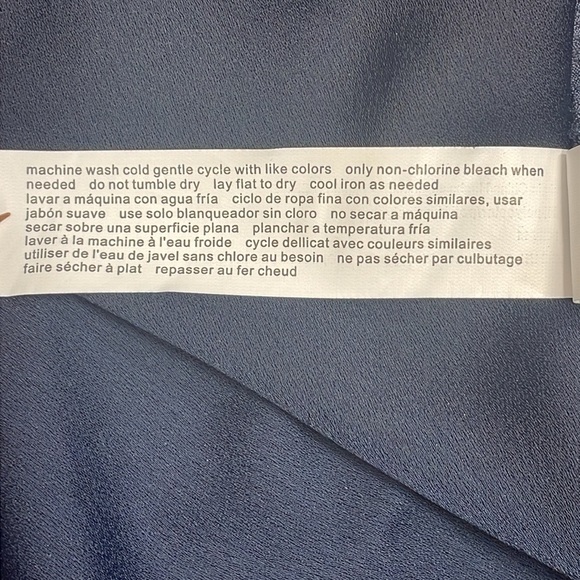 machine wash cold gentle cycle with like colors only non-chlorine bleach when
needed do not tumble dry lay flat to dry cool iron as needed
lavar a máquina con agua fría ciclo de ropa fina con colores similares, usar
jabón suave use solo blanqueador sin cloro no secar a máquina
secar sobre una superficie plana planchar a temperatura fría
laver à la machine à l'eau froide cycle dellicat avec couleurs similaires
utiliser de l'eau de javel sans chlore au besoin ne pas sécher par culbutage
faire sécher à plat repasser au fer cheud